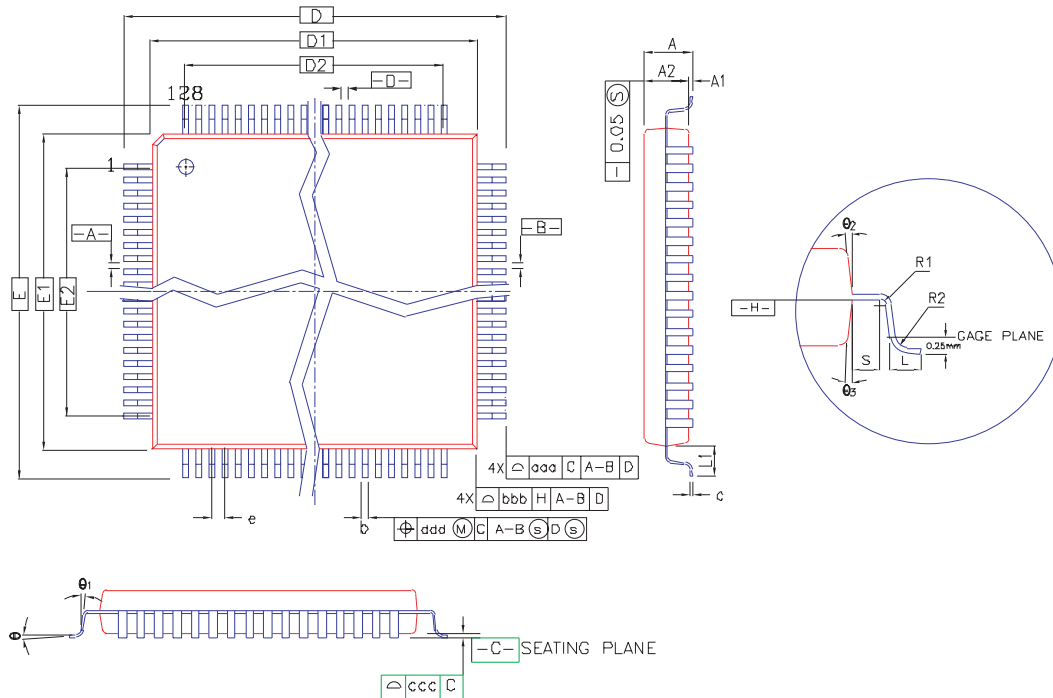 D
D1
D2
-D-
128
1
-A-
-B-
E
E1
E2
4X aaa C A-B D
4X bbb H A-B D
e
b
ddd M C A-B S D S
A
A2
A1
0.05 S
L1
c
θ2
R1
R2
-H-
GAGE PLANE
0.25mm
S
L
θ3
θ1
θ
-C- SEATING PLANE
ccc C